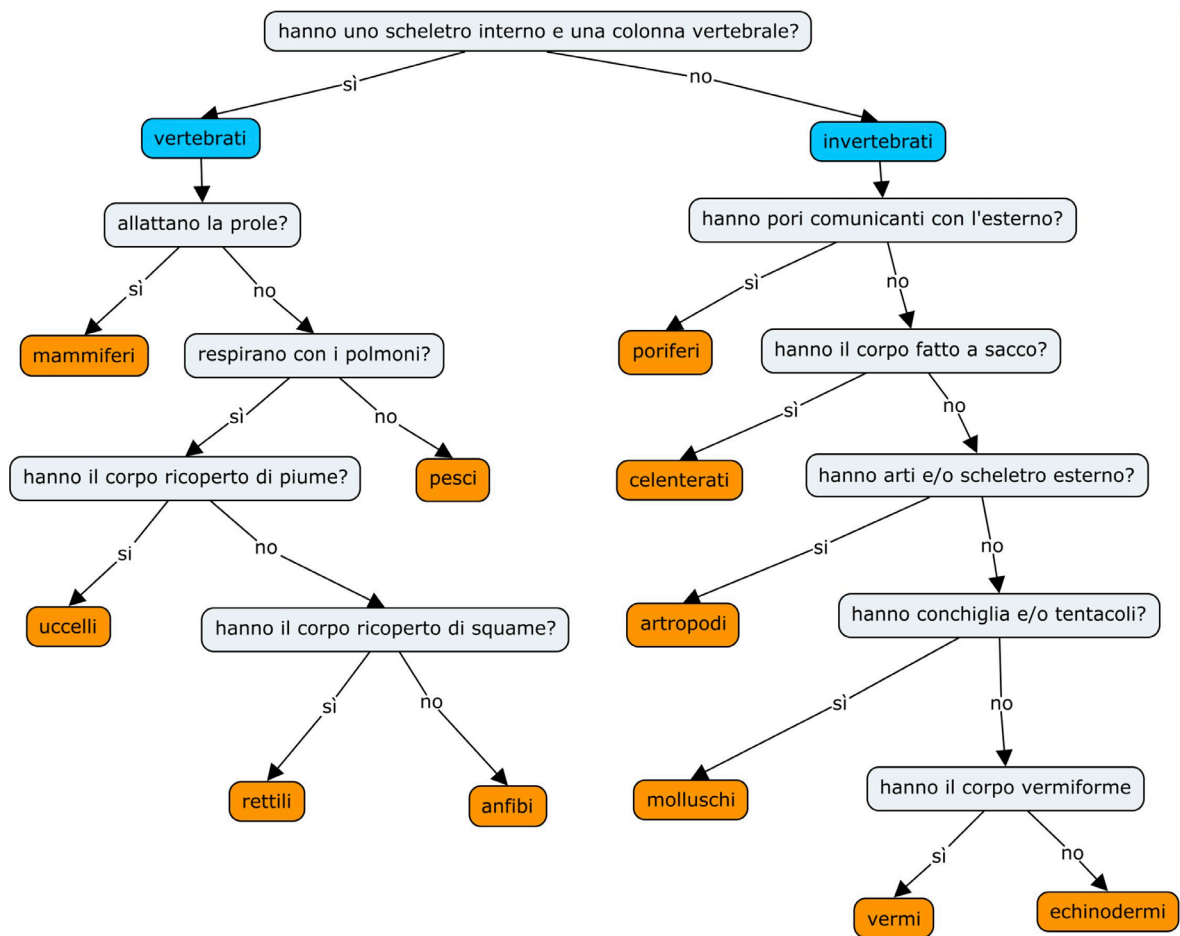 hanno uno scheletro interno e una colonna vertebrale?
sì
no
vertebrati
invertebrati
allattano la prole?
hanno pori comunicanti con l'esterno?
sì
no
sì
no
mammiferi
respirano con i polmoni?
poriferi
hanno il corpo fatto a sacco?
sì
no
sì
no
hanno il corpo ricoperto di piume?
pesci
celenterati
hanno arti e/o scheletro esterno?
si
no
si
no
uccelli
hanno il corpo ricoperto di squame?
artropodi
hanno conchiglia e/o tentacoli?
sì
no
sì
no
rettili
anfibi
molluschi
hanno il corpo vermiforme
sì
no
vermi
echinodermi